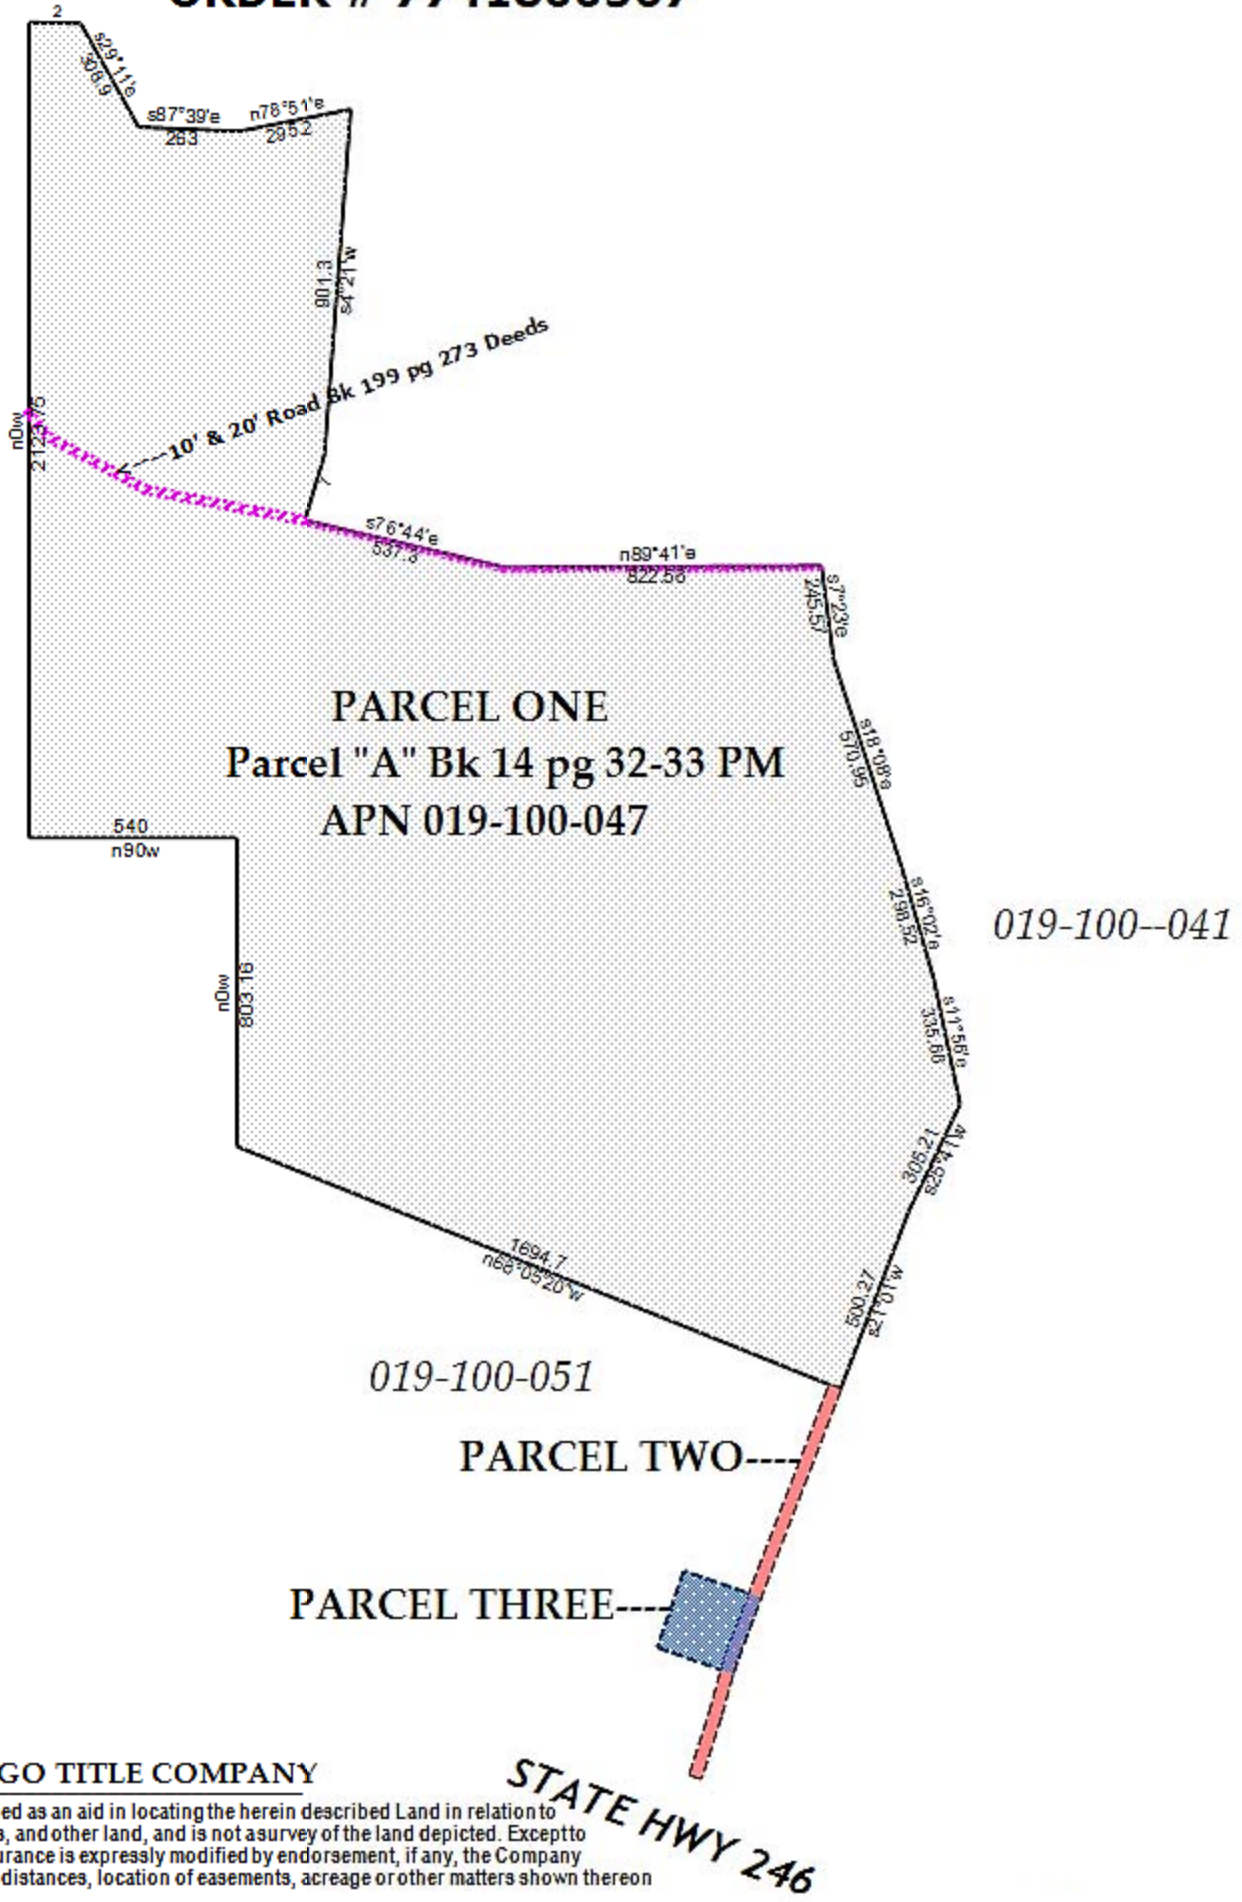 2
s29°11'e
308.9
s87°39'e
263
n78°51'e
295.2
901.3
s4°21'w
10' & 20' Road Bk 199 pg 273 Deeds
n0w
2123.75
7
s76°44'e
537.3
n89°41'e
822.56
s7°23'e
245.57
PARCEL ONE
Parcel "A" Bk 14 pg 32-33 PM
APN 019-100-047
s18°08'e
570.95
540
n90w
s16°02'e
298.52
019-100--041
n0w
803.16
s11°56'e
335.66
305.21
s25°41'w
1694.7
n68°05'20"w
500.27
s21°01'w
019-100-051
PARCEL TWO----
PARCEL THREE----
STATE HWY 246
GO TITLE COMPANY
ed as an aid in locating the herein described Land in relation to
s, and other land, and is not a survey of the land depicted. Except to
urance is expressly modified by endorsement, if any, the Company
distances, location of easements, acreage or other matters shown thereon